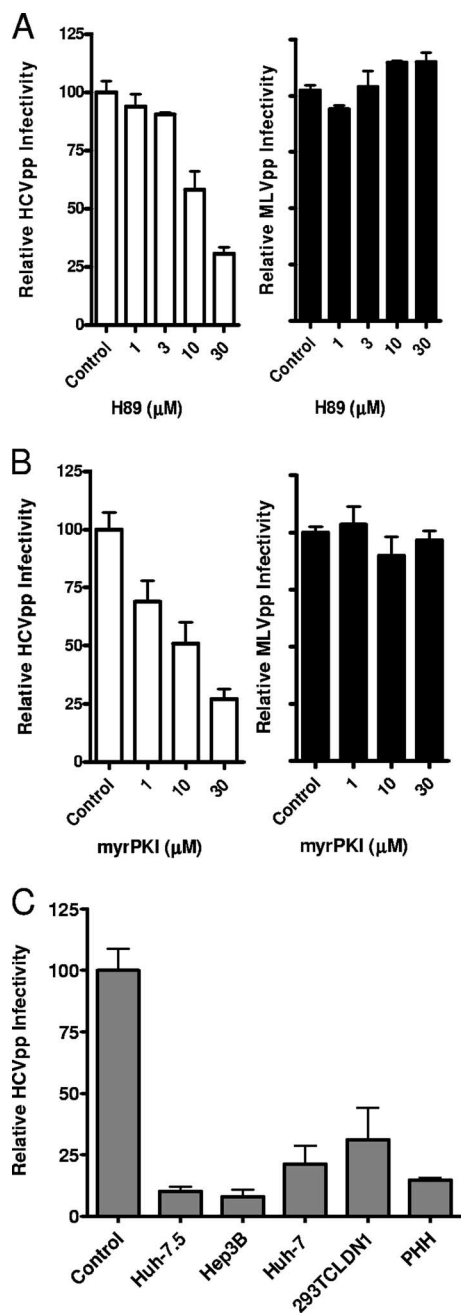 A
Relative HCVpp Infectivity
125
100
75
50
25
0
Control
1
3
10
30
H89 (μM)
Relative MLVpp Infectivity
Control
1
3
10
30
H89 (μM)
B
Relative HCVpp Infectivity
125
100
75
50
25
0
Control
1
10
30
myrPKI (μM)
Relative MLVpp Infectivity
Control
1
10
30
myrPKI (μM)
C
Relative HCVpp Infectivity
125
100
75
50
25
0
Control
Huh-7.5
Hep3B
Huh-7
293TCLDN1
PHH